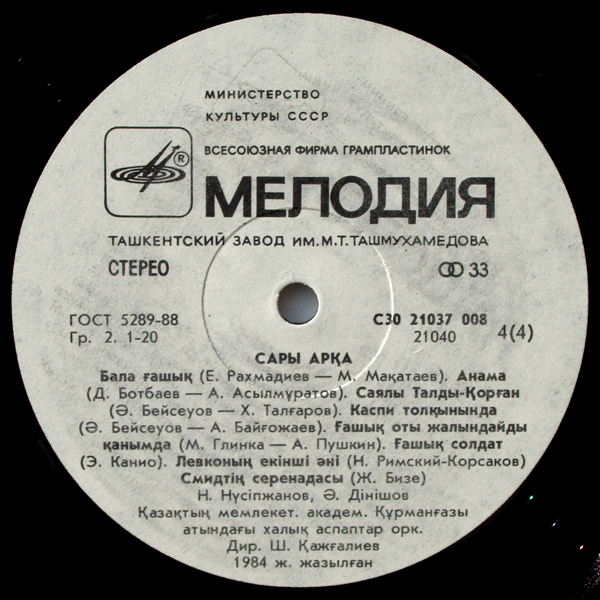 МИНИСТЕРСТВО
КУЛЬТУРЫ СССР
ВСЕСОЮЗНАЯ ФИРМА ГРАМПЛАСТИНОК
®
МЕЛОДИЯ
ТАШКЕНТСКИЙ ЗАВОД ИМ. М.Т. ТАШМУХАМЕДОВА
СТЕРЕО
33
ГОСТ 5289-88
С30 21037 008
Гр. 2. 1-20
21040
4(4)
САРЫ АРҚА
Бала ғашық (Е. Рахмадиев — М. Мақатаев). Анама
(Д. Ботбаев — А. Асылмұратов). Саялы Талды-Қорған
(Ә. Бейсеуов — Х. Талғаров). Каспи толқынында
(Ә. Бейсеуов — А. Байғожаев). Ғашық оты жалындайды
қанымда (М. Глинка — А. Пушкин). Ғашық солдат
(Э. Канио). Левконың екінші әні (Н. Римский-Корсаков)
Смидтің серенадасы (Ж. Бизе)
Н. Нүсіпжанов, Ә. Дінішов
Қазақтың мемлекет. академ. Құрманғазы
атындағы халық аспаптар орк.
Дир. Ш. Қажғалиев
1984 ж. жазылған